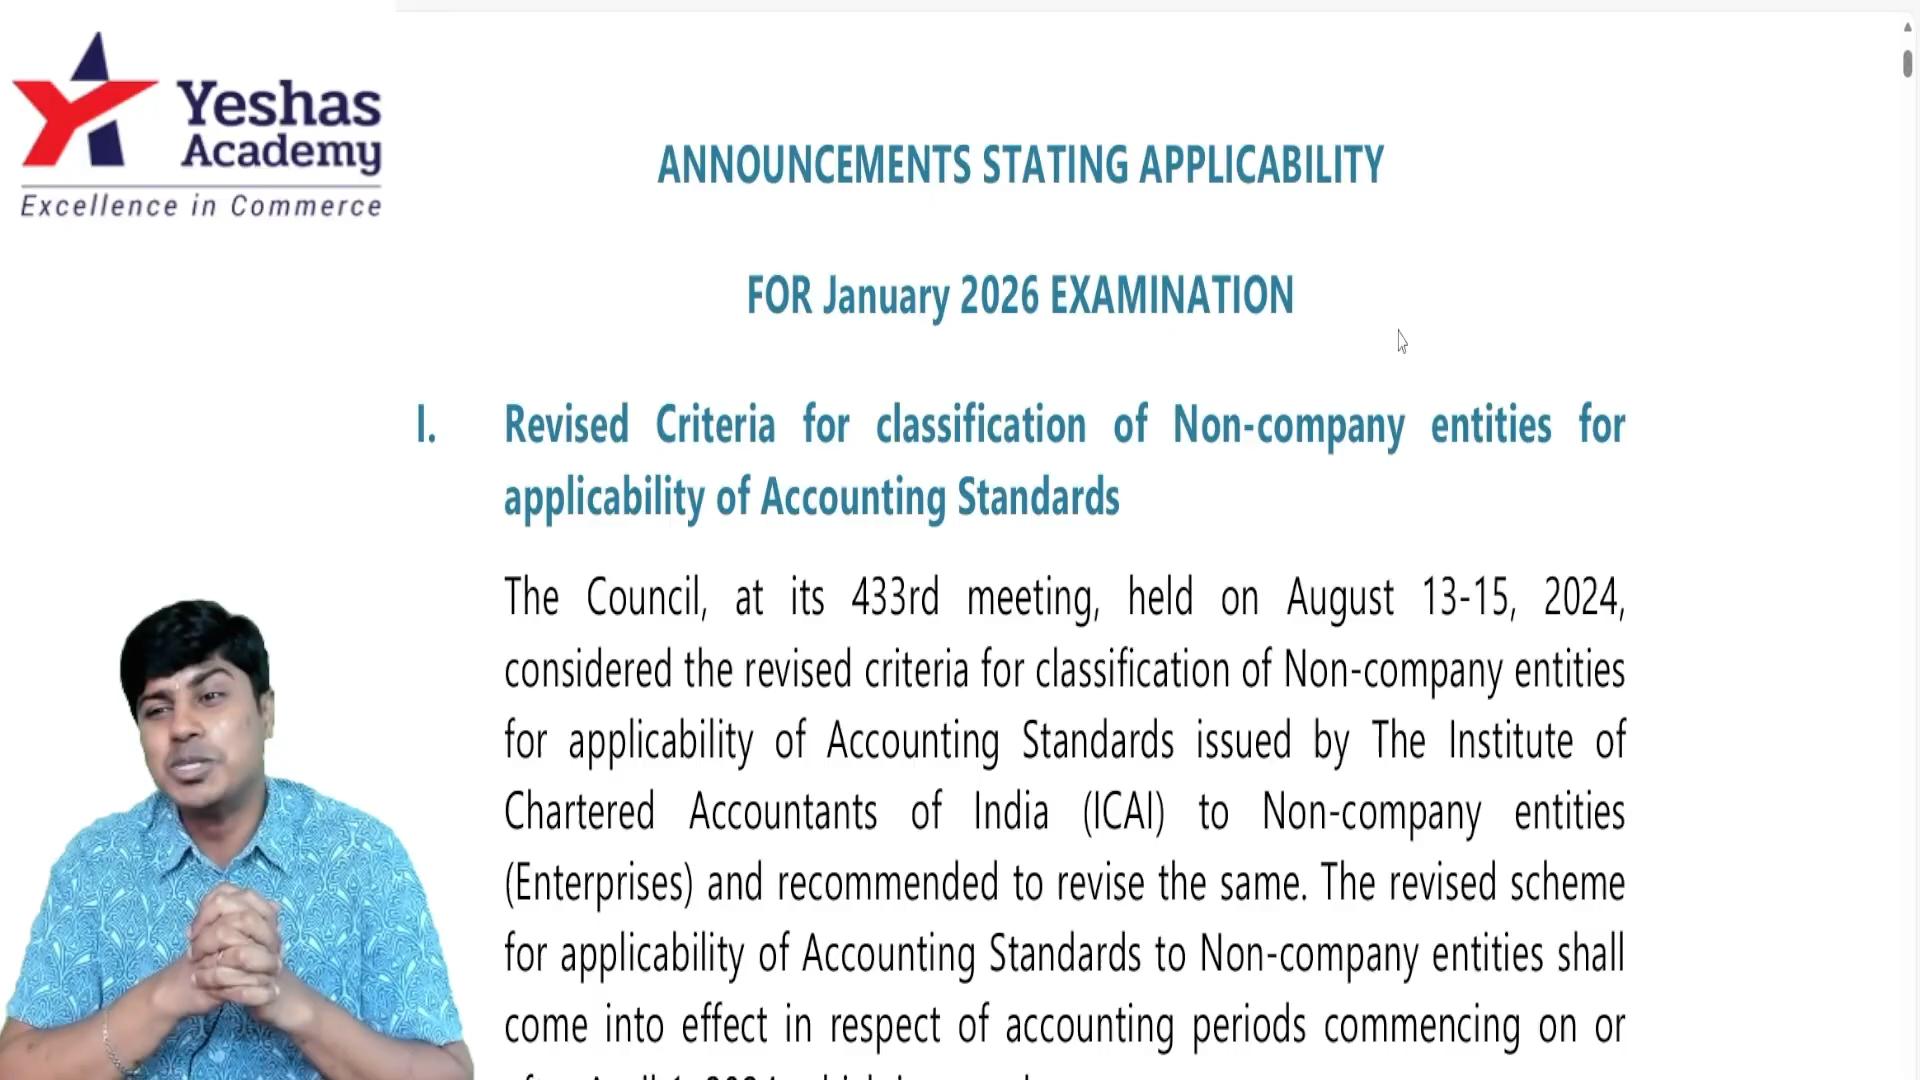 Yeshas
Academy
Excellence in Commerce
ANNOUNCEMENTS STATING APPLICABILITY
FOR January 2026 EXAMINATION
I. Revised Criteria for classification of Non-company entities for
applicability of Accounting Standards
The Council, at its 433rd meeting, held on August 13-15, 2024,
considered the revised criteria for classification of Non-company entities
for applicability of Accounting Standards issued by The Institute of
Chartered Accountants of India (ICAI) to Non-company entities
(Enterprises) and recommended to revise the same. The revised scheme
for applicability of Accounting Standards to Non-company entities shall
come into effect in respect of accounting periods commencing on or